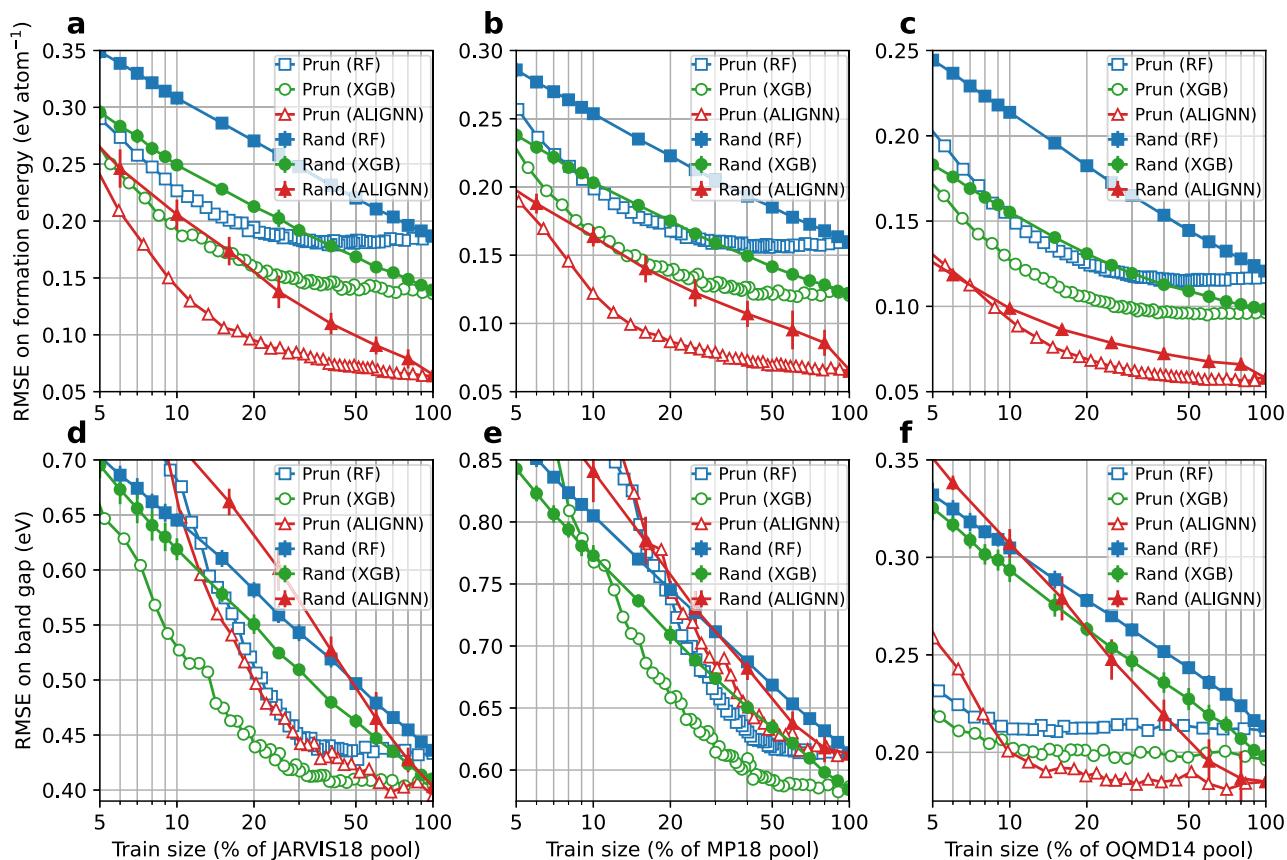 a
b
c
RMSE on formation energy (eV atom⁻¹)
0.35
0.30
0.25
0.20
0.15
0.10
0.05
5
10
20
50
100
Prun (RF)
Prun (XGB)
Prun (ALIGNN)
Rand (RF)
Rand (XGB)
Rand (ALIGNN)
0.30
0.25
0.20
0.15
0.10
0.05
5
10
20
50
100
Prun (RF)
Prun (XGB)
Prun (ALIGNN)
Rand (RF)
Rand (XGB)
Rand (ALIGNN)
0.25
0.20
0.15
0.10
0.05
5
10
20
50
100
Prun (RF)
Prun (XGB)
Prun (ALIGNN)
Rand (RF)
Rand (XGB)
Rand (ALIGNN)
d
e
f
RMSE on band gap (eV)
0.70
0.65
0.60
0.55
0.50
0.45
0.40
5
10
20
50
100
Train size (% of JARVIS18 pool)
Prun (RF)
Prun (XGB)
Prun (ALIGNN)
Rand (RF)
Rand (XGB)
Rand (ALIGNN)
0.85
0.80
0.75
0.70
0.65
0.60
5
10
20
50
100
Train size (% of MP18 pool)
Prun (RF)
Prun (XGB)
Prun (ALIGNN)
Rand (RF)
Rand (XGB)
Rand (ALIGNN)
0.35
0.30
0.25
0.20
5
10
20
50
100
Train size (% of OQMD14 pool)
Prun (RF)
Prun (XGB)
Prun (ALIGNN)
Rand (RF)
Rand (XGB)
Rand (ALIGNN)